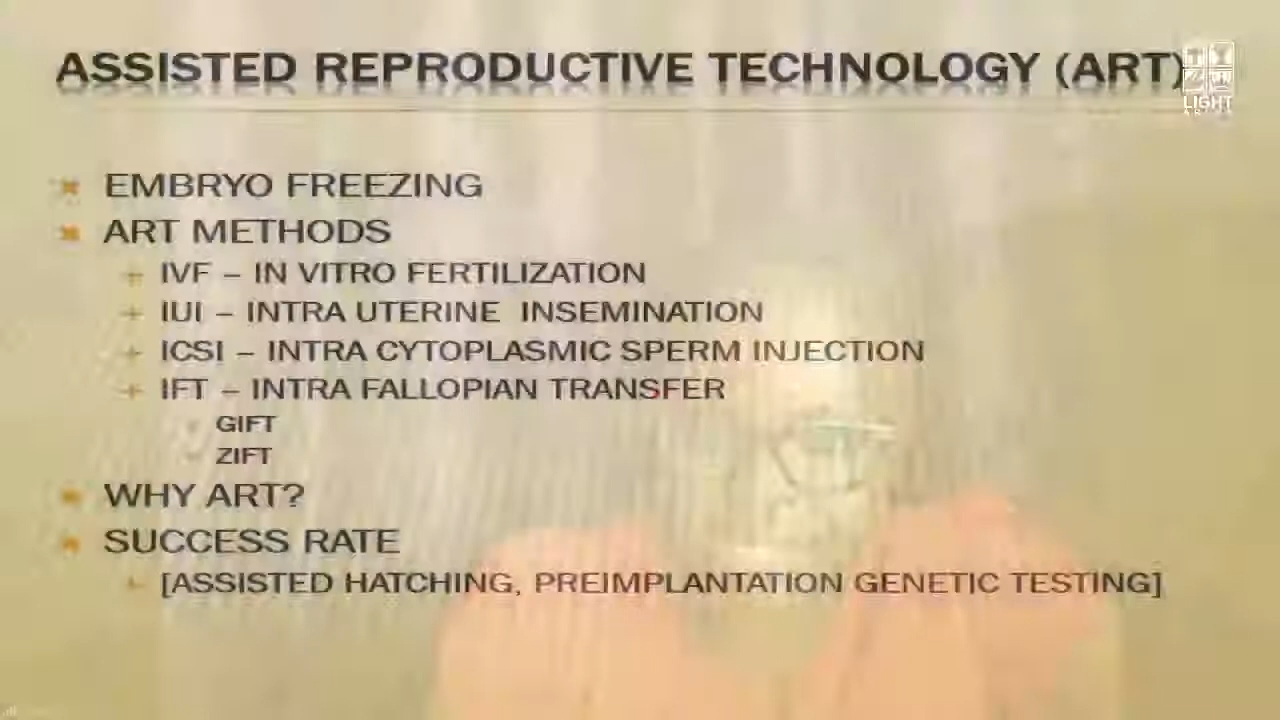 ASSISTED REPRODUCTIVE TECHNOLOGY (ART)
LIGHT
EMBRYO FREEZING
ART METHODS
IVF – IN VITRO FERTILIZATION
IUI – INTRA UTERINE INSEMINATION
ICSI – INTRA CYTOPLASMIC SPERM INJECTION
IFT – INTRA FALLOPIAN TRANSFER
GIFT
ZIFT
WHY ART?
SUCCESS RATE
[ASSISTED HATCHING, PREIMPLANTATION GENETIC TESTING]